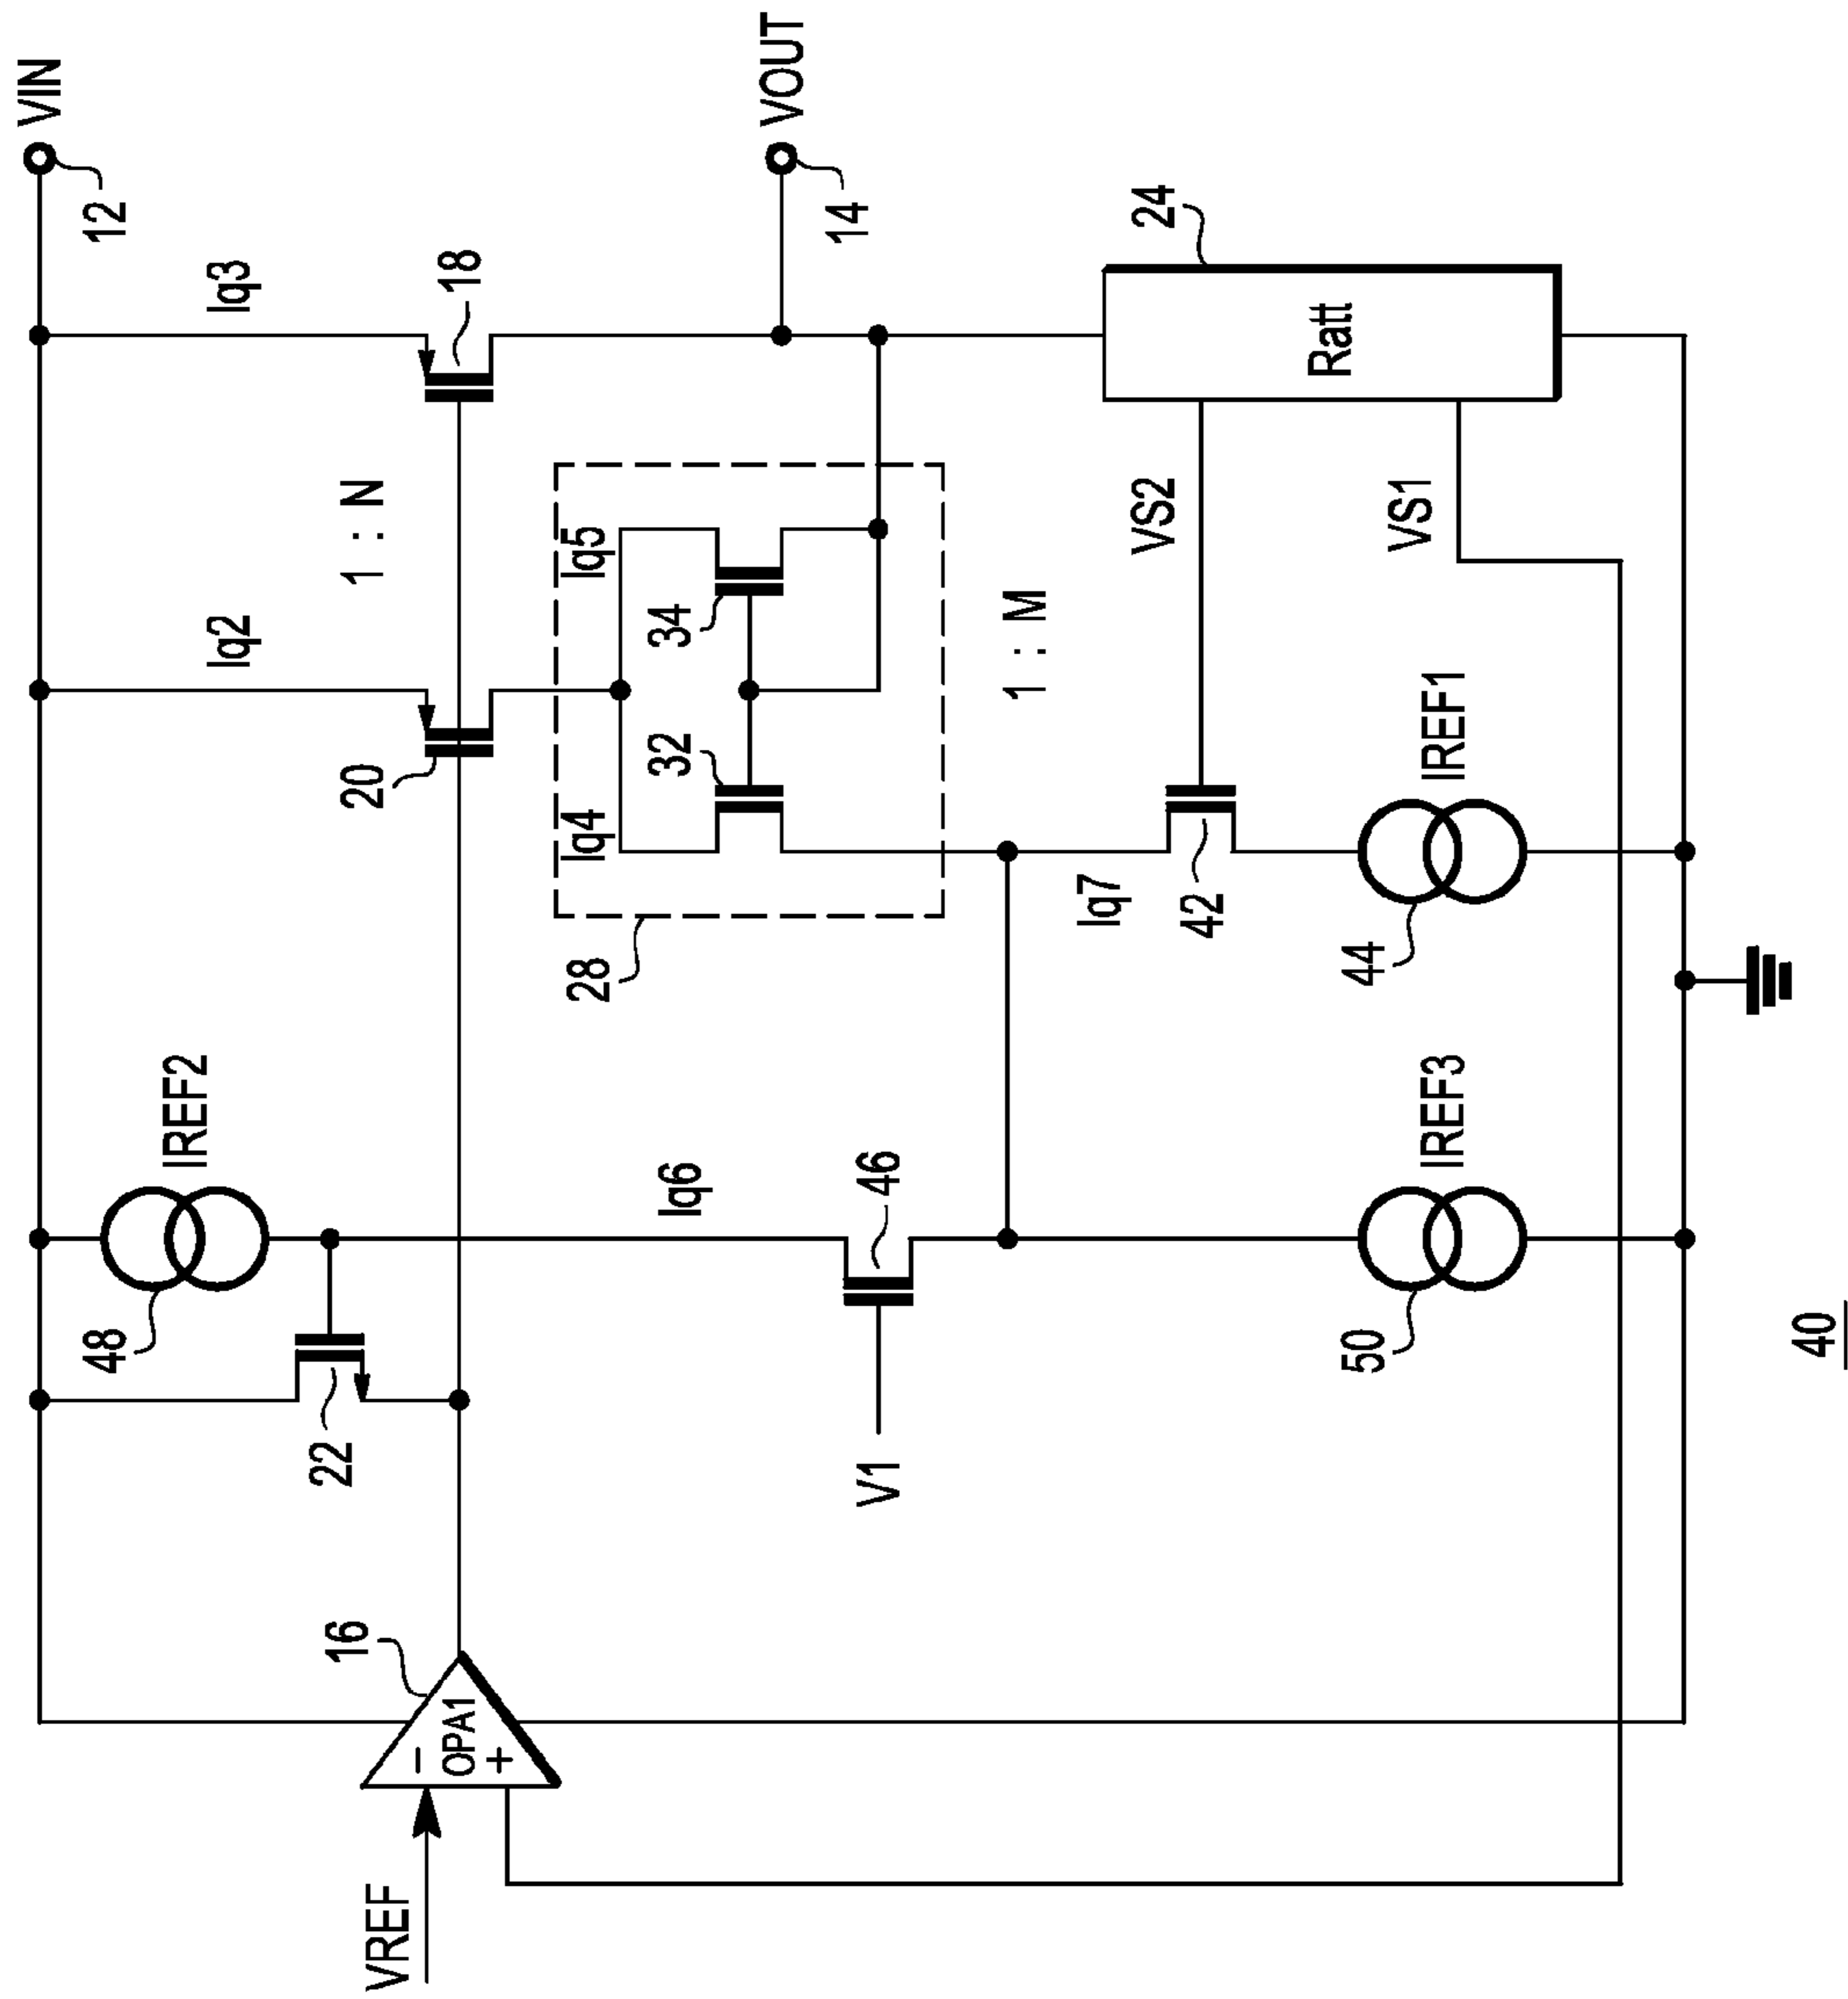 VIN
12
Iq3
18
1 : N
Iq2
20
IREF2
48
22
16
OPA1
−
+
VREF
VOUT
14
Iq5
34
32
Iq4
28
1 : M
Iq6
46
V1
24
Ratt
VS2
VS1
Iq7
42
IREF1
44
IREF3
50
40